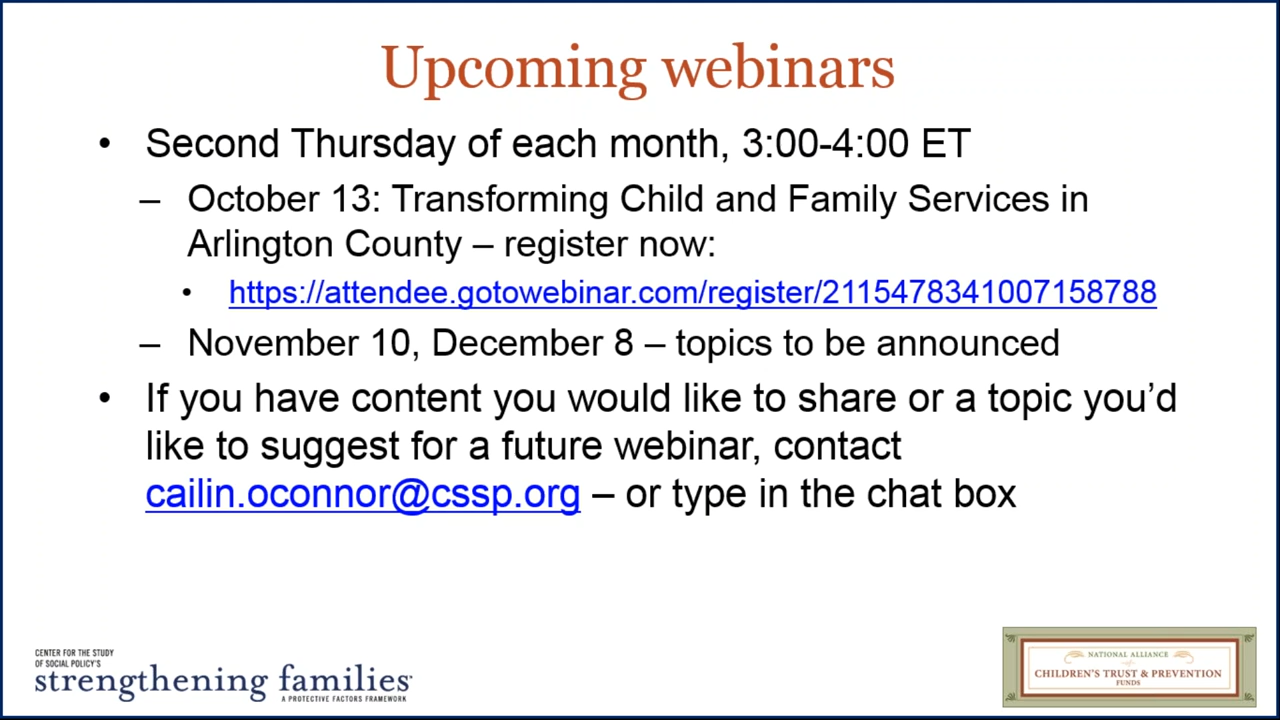 Upcoming webinars
• Second Thursday of each month, 3:00-4:00 ET
– October 13: Transforming Child and Family Services in
Arlington County – register now:
• https://attendee.gotowebinar.com/register/2115478341007158788
– November 10, December 8 – topics to be announced
• If you have content you would like to share or a topic you’d
like to suggest for a future webinar, contact
cailin.oconnor@cssp.org – or type in the chat box
CENTER FOR THE STUDY
OF SOCIAL POLICY'S
strengthening families
A PROTECTIVE FACTORS FRAMEWORK
NATIONAL ALLIANCE
of
CHILDREN'S TRUST & PREVENTION
FUNDS